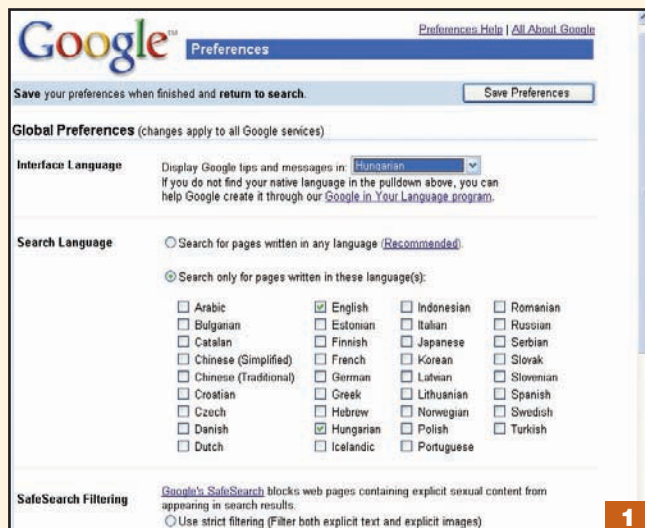 Google™
Preferences
Preferences Help | All About Google
Save your preferences when finished and return to search.
Save Preferences
Global Preferences (changes apply to all Google services)
Interface Language
Display Google tips and messages in: Hungarian
If you do not find your native language in the pulldown above, you can
help Google create it through our Google in Your Language program.
Search Language
Search for pages written in any language (Recommended).
Search only for pages written in these language(s):
Arabic English Indonesian Romanian
Bulgarian Estonian Italian Russian
Catalan Finnish Japanese Serbian
Chinese (Simplified) French Korean Slovak
Chinese (Traditional) German Latvian Slovenian
Croatian Greek Lithuanian Spanish
Czech Hebrew Norwegian Swedish
Danish Hungarian Polish Turkish
Dutch Icelandic Portuguese
SafeSearch Filtering
Google's SafeSearch blocks web pages containing explicit sexual content from
appearing in search results.
Use strict filtering (Filter both explicit text and explicit images)
1